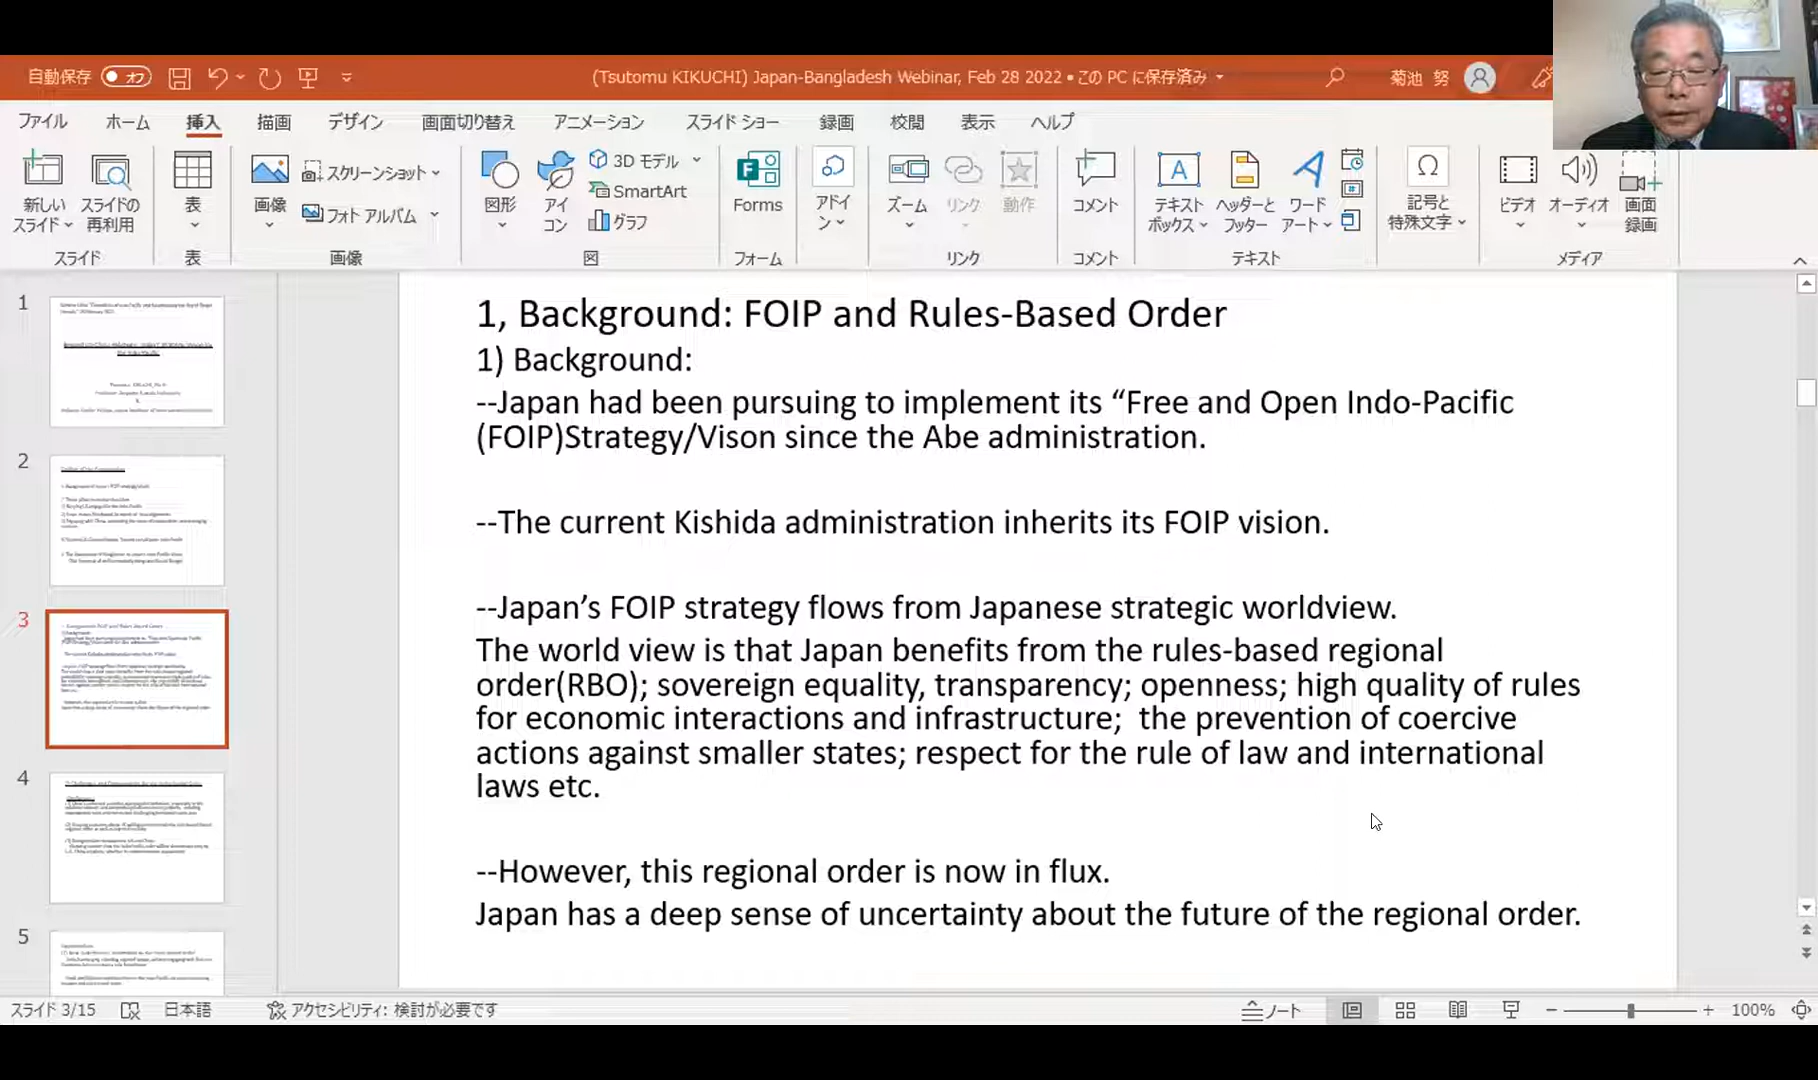 自動保存 オフ (Tsutomu KIKUCHI) Japan-Bangladesh Webinar, Feb 28 2022 • この PC に保存済み 菊池 努
ファイル ホーム 挿入 描画 デザイン 画面切り替え アニメーション スライド ショー 録画 校閲 表示 ヘルプ
新しい
スライド
スライドの
再利用
スライド
表
表
画像
スクリーンショット
フォト アルバム
画像
図形
アイ
コン
3D モデル
SmartArt
グラフ
図
Forms
フォーム
アドイ
ン
ズーム
リンク
動作
リンク
コメント
コメント
テキスト
ボックス
ヘッダーと
フッター
ワード
アート
テキスト
記号と
特殊文字
ビデオ
オーディオ
画面
録画
メディア
1
2
3
4
5
1, Background: FOIP and Rules-Based Order
1) Background:
--Japan had been pursuing to implement its “Free and Open Indo-Pacific
(FOIP)Strategy/Vison since the Abe administration.
--The current Kishida administration inherits its FOIP vision.
--Japan’s FOIP strategy flows from Japanese strategic worldview.
The world view is that Japan benefits from the rules-based regional
order(RBO); sovereign equality, transparency; openness; high quality of rules
for economic interactions and infrastructure; the prevention of coercive
actions against smaller states; respect for the rule of law and international
laws etc.
--However, this regional order is now in flux.
Japan has a deep sense of uncertainty about the future of the regional order.
スライド 3/15 日本語 アクセシビリティ: 検討が必要です ノート 100%